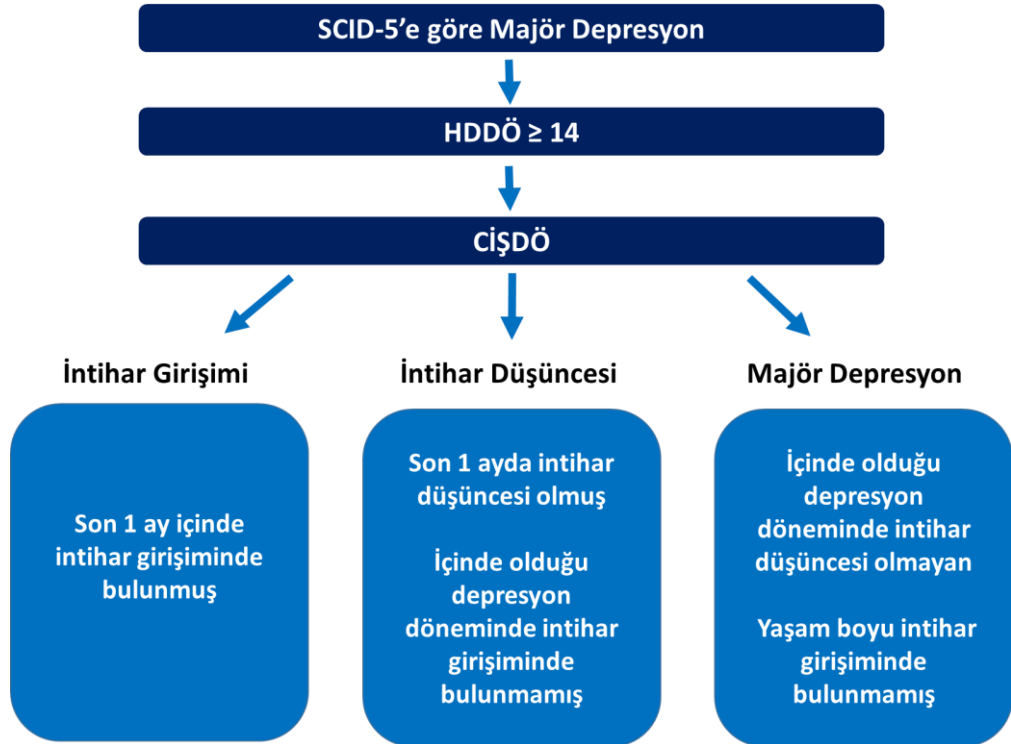 SCID-5’e göre Majör Depresyon
HDDÖ ≥ 14
CİŞDÖ
İntihar Girişimi
Son 1 ay içinde
intihar girişiminde
bulunmuş
İntihar Düşüncesi
Son 1 ayda intihar
düşüncesi olmuş
İçinde olduğu
depresyon
döneminde intihar
girişiminde
bulunmamış
Majör Depresyon
İçinde olduğu
depresyon
döneminde intihar
düşüncesi olmayan
Yaşam boyu intihar
girişiminde
bulunmamış